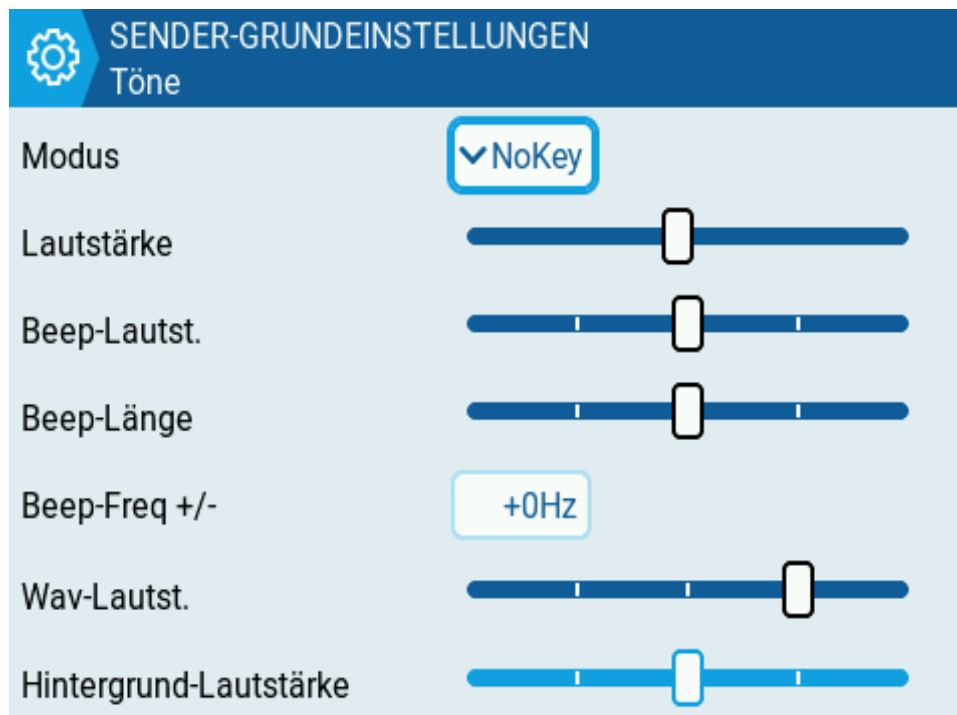 SENDER-GRUNDEINSTELLUNGEN
Töne
Modus
NoKey
Lautstärke
Beep-Lautst.
Beep-Länge
Beep-Freq +/-
+0Hz
Wav-Lautst.
Hintergrund-Lautstärke